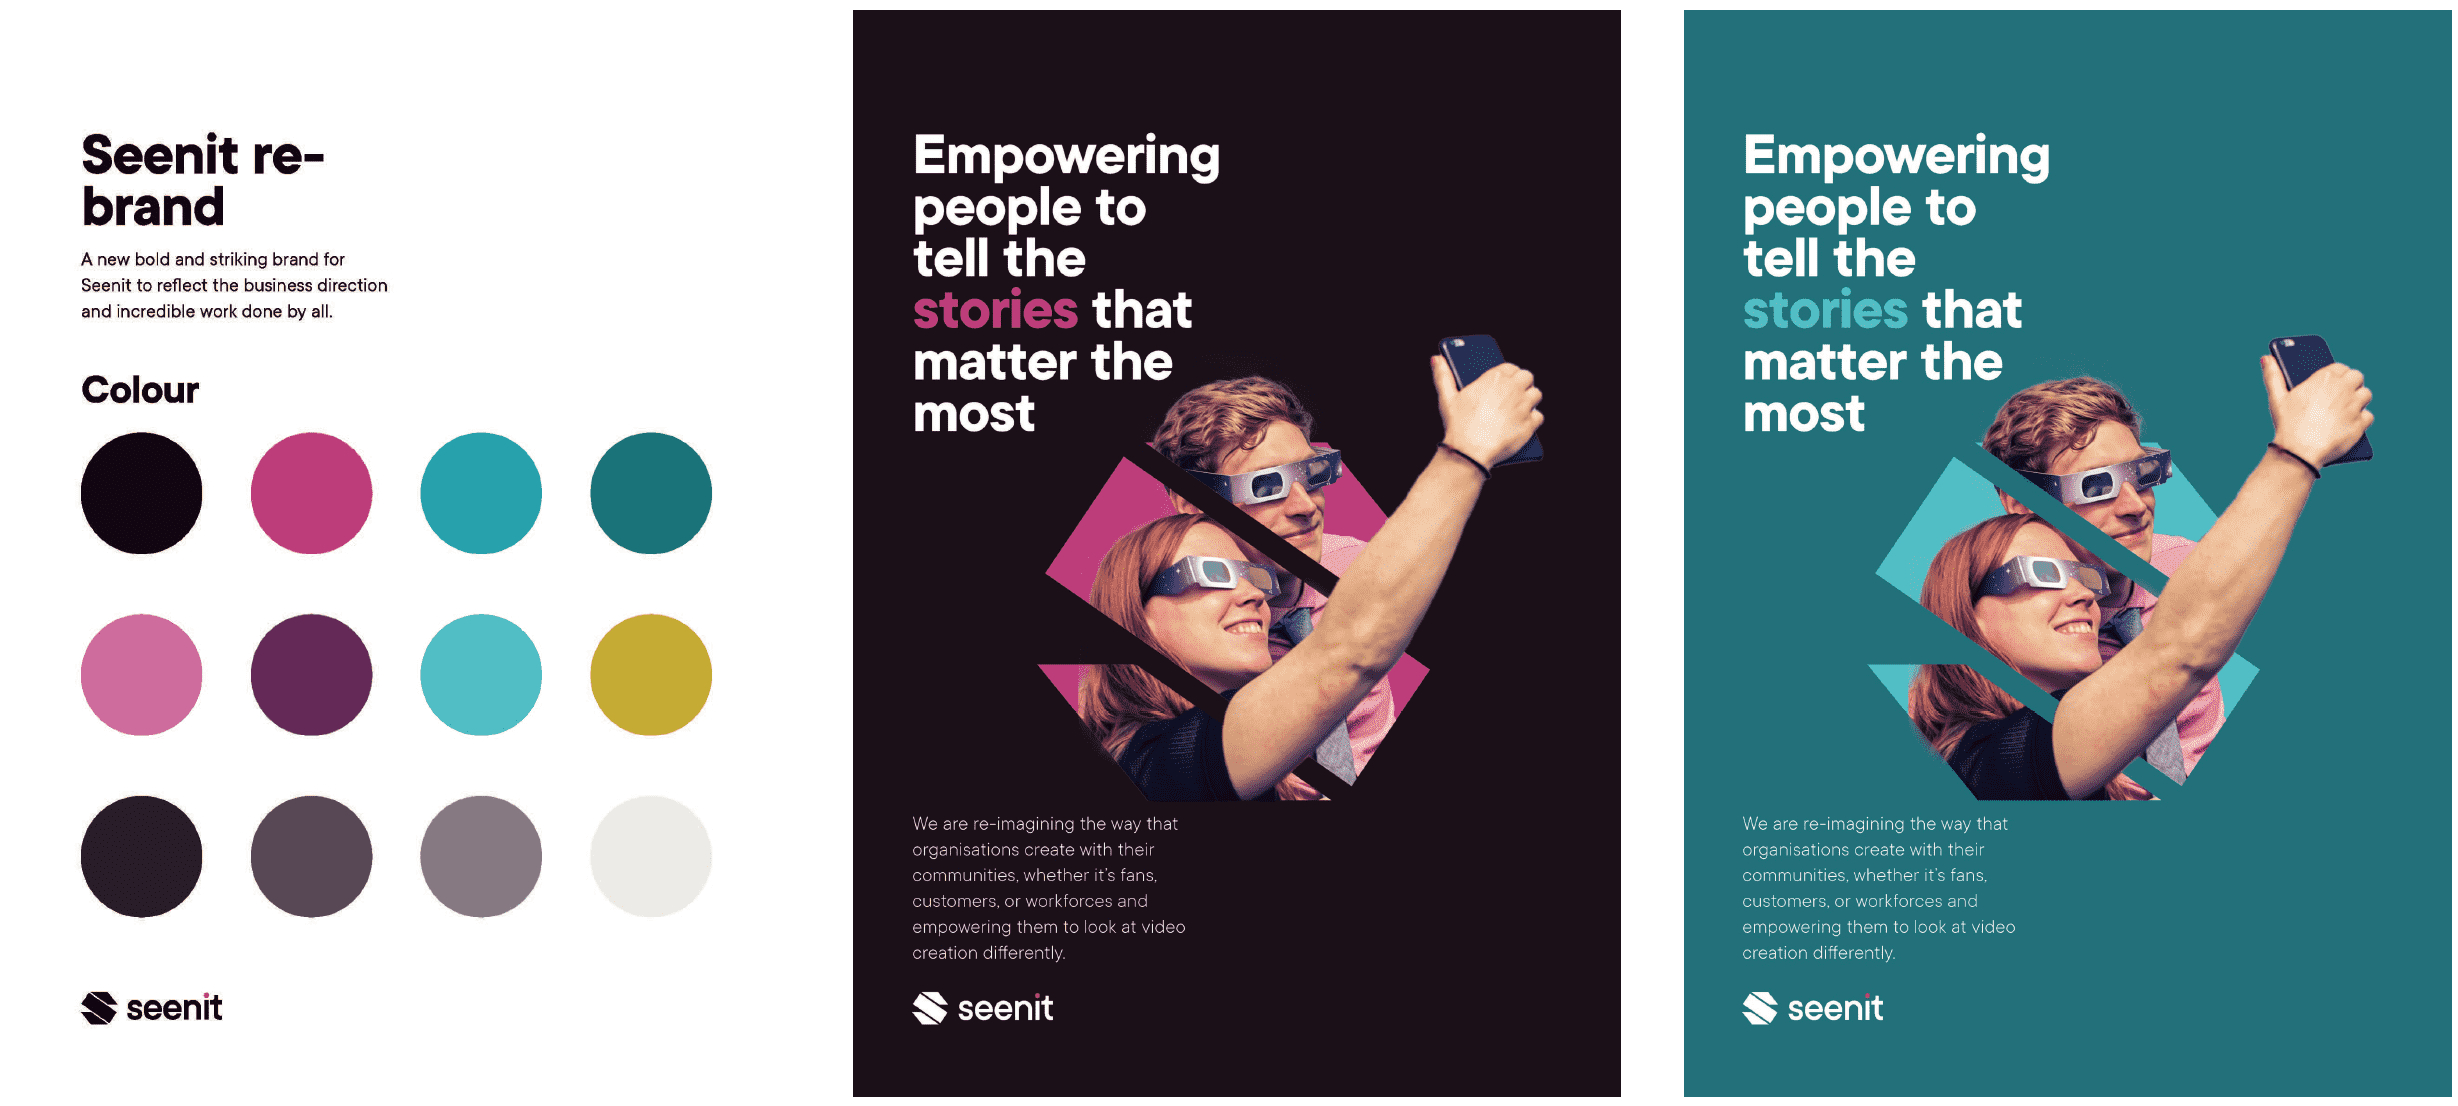 Seenit re-
brand
A new bold and striking brand for
Seenit to reflect the business direction
and incredible work done by all.
Colour
seenit
Empowering
people to
tell the
stories that
matter the
most
We are re-imagining the way that
organisations create with their
communities, whether it's fans,
customers, or workforces and
empowering them to look at video
creation differently.
seenit
Empowering
people to
tell the
stories that
matter the
most
We are re-imagining the way that
organisations create with their
communities, whether it's fans,
customers, or workforces and
empowering them to look at video
creation differently.
seenit